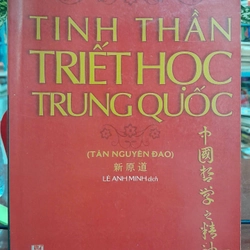 TINH THẦN
TRIẾT HỌC
TRUNG QUỐC
(TÂN NGUYÊN ĐẠO)
新原道
LÊ ANH MINH dịch
中國哲学之精神